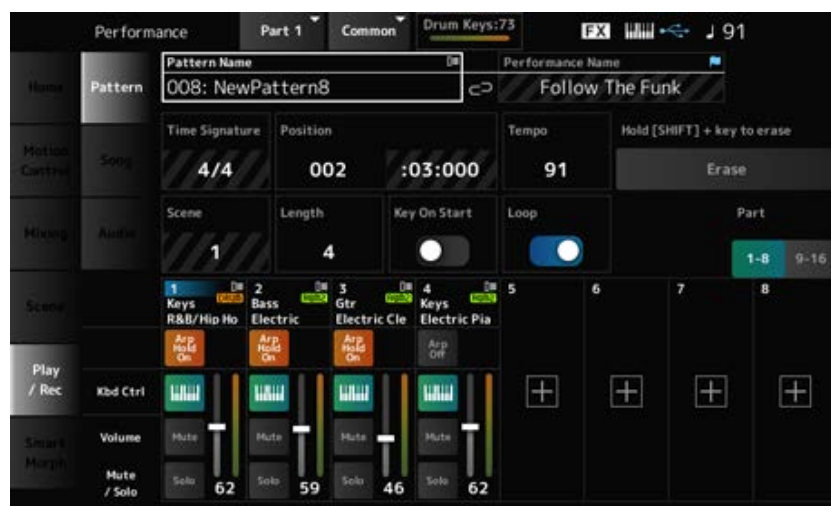 Performance
Part 1
Common
Drum Keys:73
FX
♩ 91
Home
Pattern
Pattern Name
008: NewPattern8
Performance Name
Follow The Funk
Motion
Control
Song
Time Signature
4/4
Position
002 :03:000
Tempo
91
Hold [SHIFT] + key to erase
Erase
Mixing
Audio
Scene
1
Length
4
Key On Start
Loop
Part
1-8 9-16
Scene
1
Keys
R&B/Hip Ho
2
Bass
Electric
3
Gtr
Electric Cle
4
Keys
Electric Pia
5
6
7
8
Arp
Hold
On
Arp
Hold
On
Arp
Hold
On
Arp
Off
Play
/ Rec
Kbd Ctrl
Smart
Morph
Volume
Mute
Mute
Mute
Mute
Mute
/ Solo
Solo
62
Solo
59
Solo
46
Solo
62